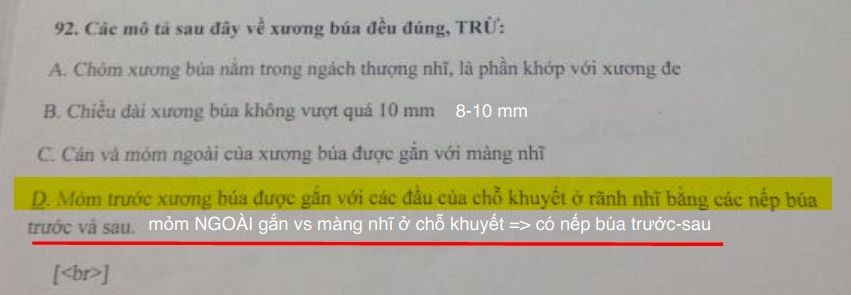 92. Các mô tả sau đây về xương búa đều đúng, TRỪ:
A. Chỏm xương búa nằm trong ngách thượng nhĩ, là phần khớp với xương đe
B. Chiều dài xương búa không vượt quá 10 mm 8-10 mm
C. Cán và mỏm ngoài của xương búa được gắn với màng nhĩ
D. Mỏm trước xương búa được gắn với các đầu của chỗ khuyết ở rãnh nhĩ bằng các nếp búa
trước và sau. mỏm NGOÀI gắn vs màng nhĩ ở chỗ khuyết => có nếp búa trước-sau
[<br>]